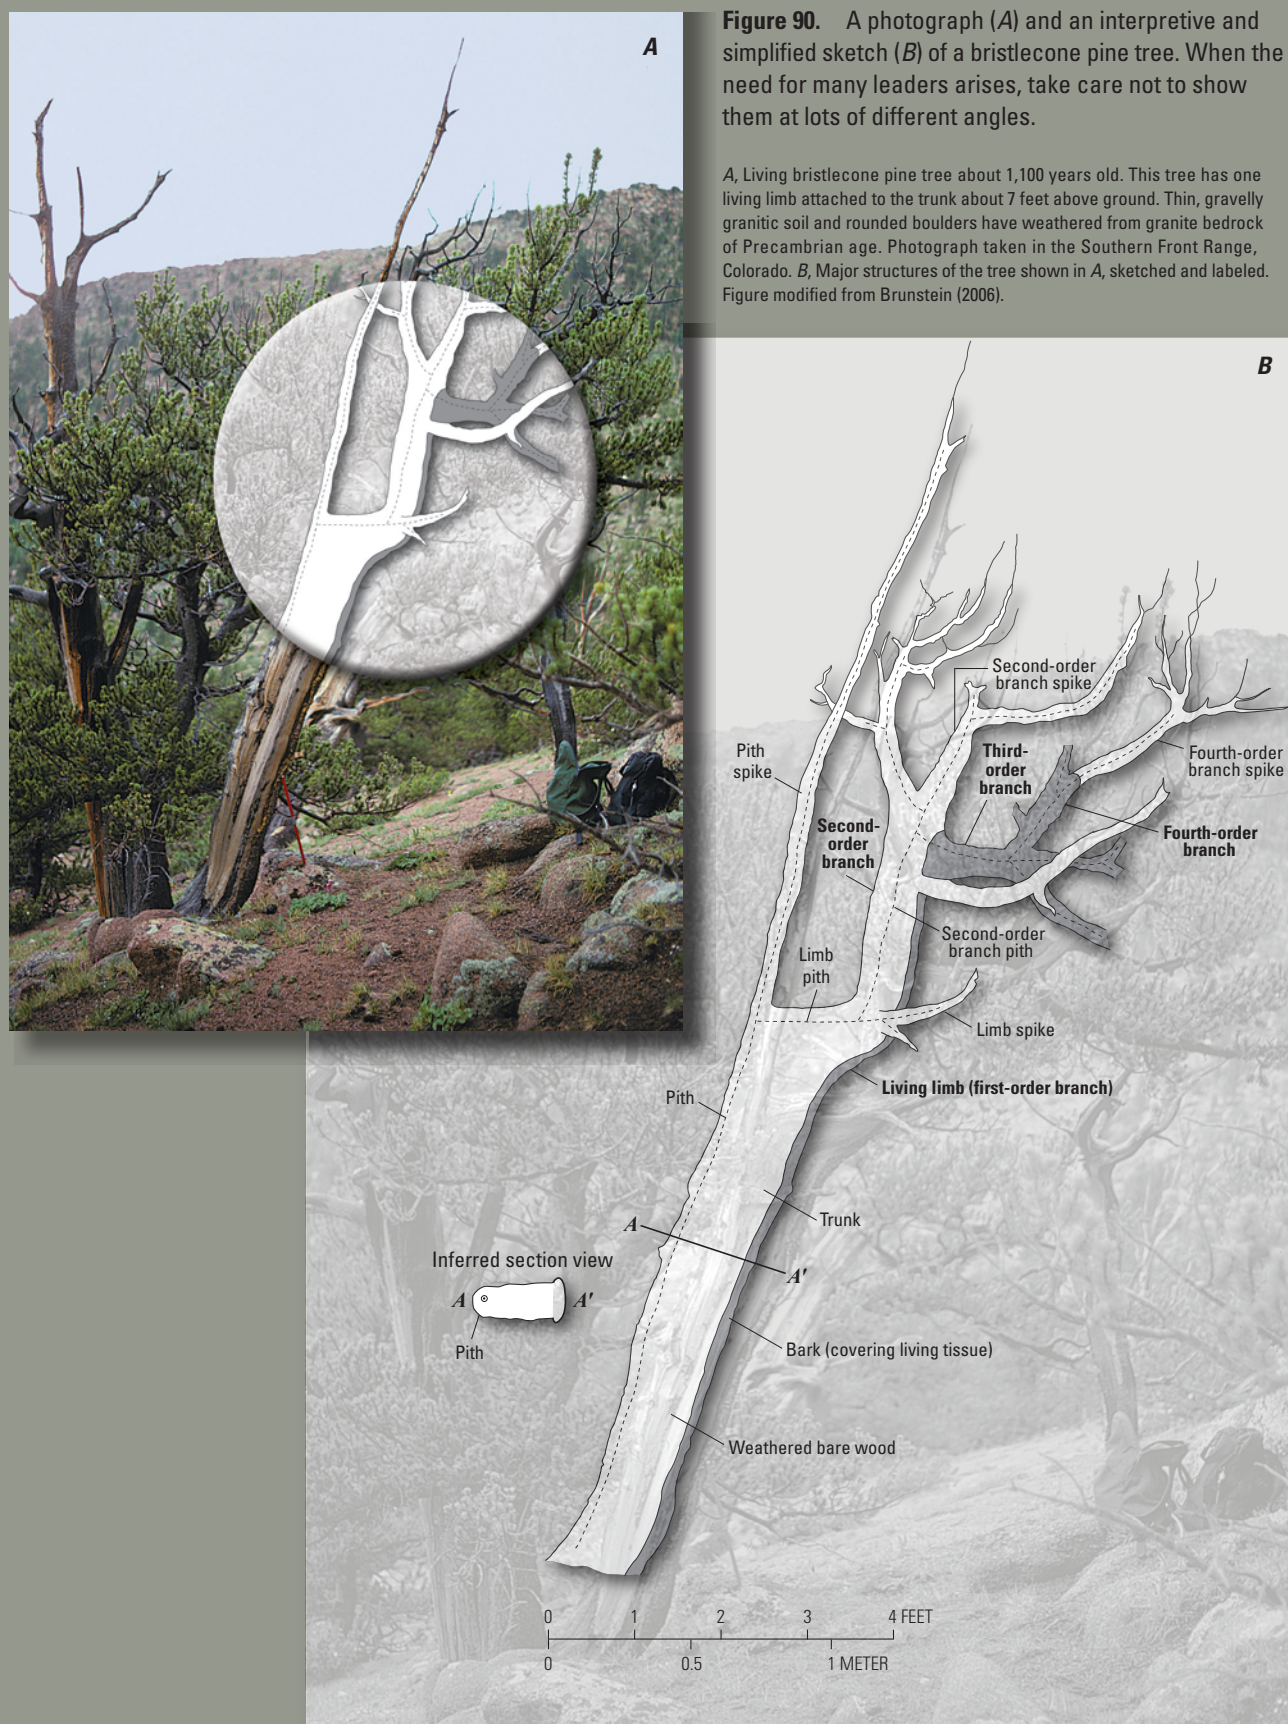 A
Figure 90. A photograph (A) and an interpretive and
simplified sketch (B) of a bristlecone pine tree. When the
need for many leaders arises, take care not to show
them at lots of different angles.
A, Living bristlecone pine tree about 1,100 years old. This tree has one
living limb attached to the trunk about 7 feet above ground. Thin, gravelly
granitic soil and rounded boulders have weathered from granite bedrock
of Precambrian age. Photograph taken in the Southern Front Range,
Colorado. B, Major structures of the tree shown in A, sketched and labeled.
Figure modified from Brunstein (2006).
B
Second-order
branch spike
Pith
spike
Third-
order
branch
Fourth-order
branch spike
Second-
order
branch
Fourth-order
branch
Second-order
branch pith
Limb
pith
Limb spike
Living limb (first-order branch)
Pith
Trunk
A
A′
Inferred section view
A
A′
Pith
Bark (covering living tissue)
Weathered bare wood
0 1 2 3 4 FEET
0 0.5 1 METER